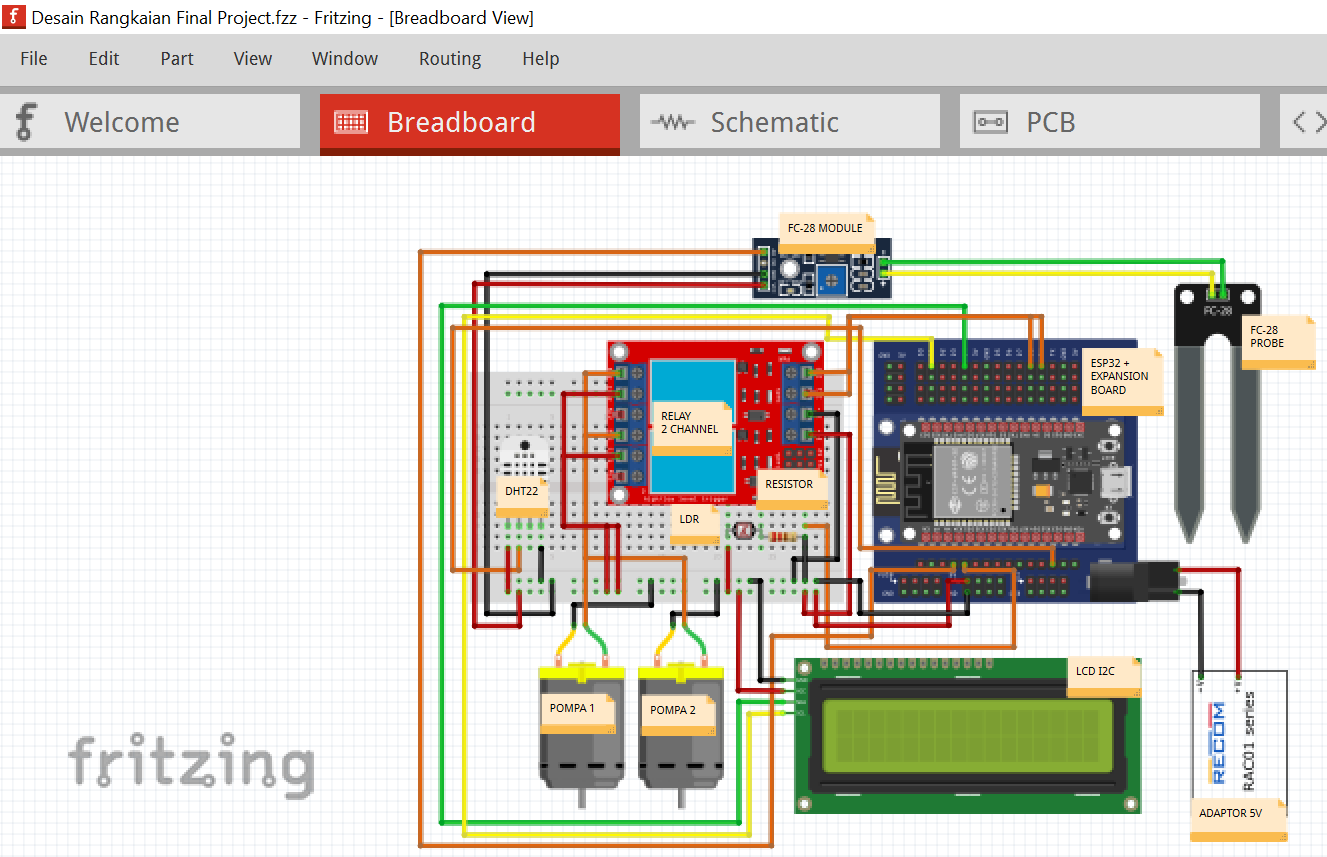 Desain Rangkaian Final Project.fzz - Fritzing - [Breadboard View]
File Edit Part View Window Routing Help
Welcome Breadboard Schematic PCB
FC-28 MODULE
FC-28
FC-28
PROBE
ESP32 +
EXPANSION
BOARD
RELAY
2 CHANNEL
RESISTOR
DHT22
LDR
LCD I2C
POMPA 1
POMPA 2
RECOM
RAC01 series
ADAPTOR 5V
fritzing